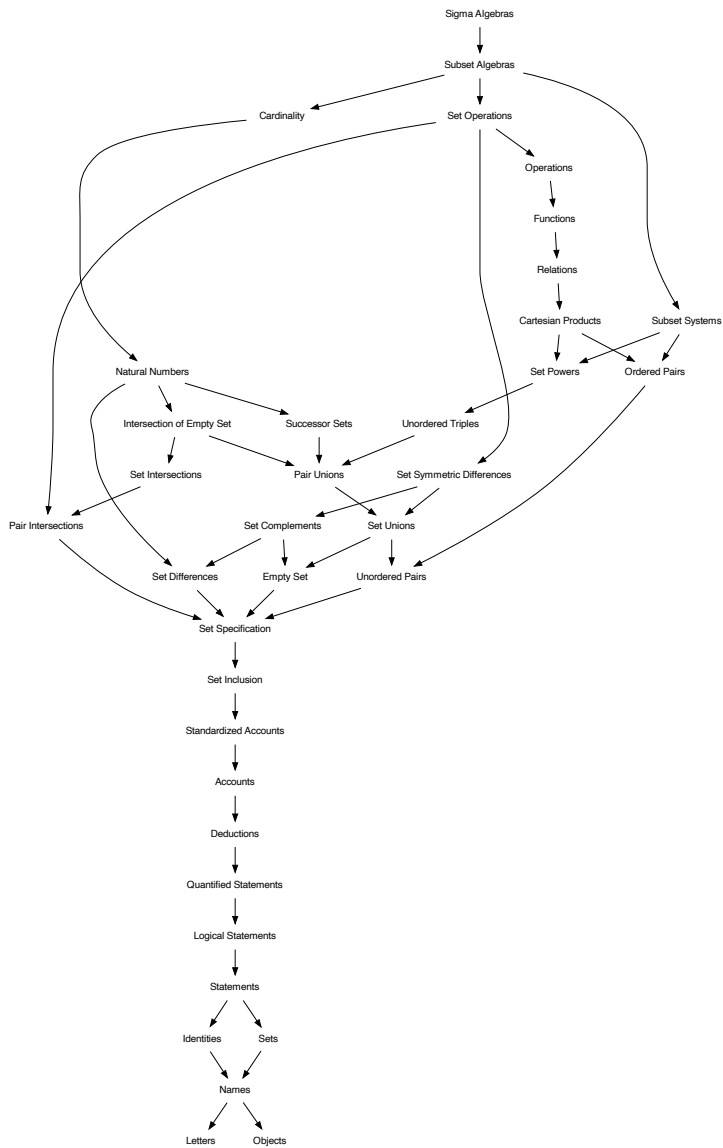 Sigma Algebras
Subset Algebras
Cardinality
Set Operations
Operations
Functions
Relations
Cartesian Products
Subset Systems
Natural Numbers
Set Powers
Ordered Pairs
Intersection of Empty Set
Successor Sets
Unordered Triples
Set Intersections
Pair Unions
Set Symmetric Differences
Pair Intersections
Set Complements
Set Unions
Set Differences
Empty Set
Unordered Pairs
Set Specification
Set Inclusion
Standardized Accounts
Accounts
Deductions
Quantified Statements
Logical Statements
Statements
Identities
Sets
Names
Letters
Objects